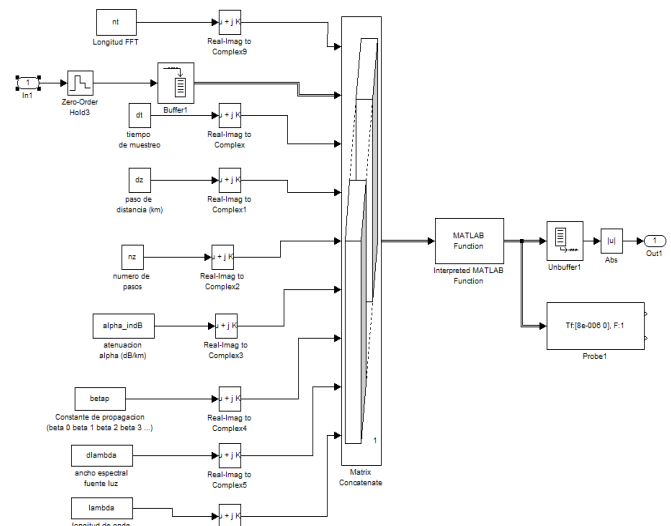 nt
u + j K
Longitud FFT
Real-Imag to
Complex9
1
In1
Zero-Order
Hold3
Buffer1
dt
u + j K
tiempo
de muestreo
Real-Imag to
Complex
dz
u + j K
paso de
distancia (km)
Real-Imag to
Complex1
nz
u + j K
numero de
pasos
Real-Imag to
Complex2
alpha_indB
u + j K
atenuacion
alpha (dB/km)
Real-Imag to
Complex3
betap
u + j K
Constante de propagacion
(beta 0 beta 1 beta 2 beta 3 ...)
Real-Imag to
Complex4
dlambda
u + j K
ancho espectral
fuente luz
Real-Imag to
Complex5
lambda
u + j K
longitud de onda
1
Matrix
Concatenate
MATLAB
Function
Interpreted MATLAB
Function
Unbuffer1
|u|
Abs
1
Out1
Tf:[8e-006 0], F:1
Probe1